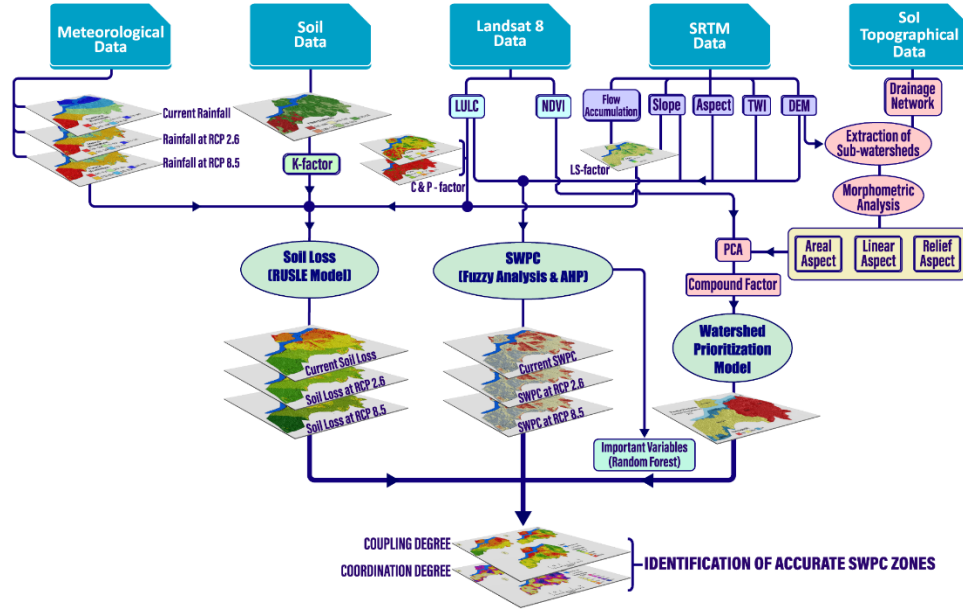 Meteorological
Data
Soil
Data
Landsat 8
Data
SRTM
Data
Sol
Topographical
Data
LULC
NDVI
Flow
Accumulation
Slope
Aspect
TWI
DEM
Drainage
Network
Current Rainfall
Rainfall at RCP 2.6
Rainfall at RCP 8.5
K-factor
C & P - factor
LS-factor
Extraction of
Sub-watersheds
Morphometric
Analysis
Areal
Aspect
Linear
Aspect
Relief
Aspect
PCA
Compound Factor
Soil Loss
(RUSLE Model)
SWPC
(Fuzzy Analysis & AHP)
Watershed
Prioritization
Model
Current Soil Loss
Soil Loss at RCP 2.6
Soil Loss at RCP 8.5
Current SWPC
SWPC at RCP 2.6
SWPC at RCP 8.5
Important Variables
(Random Forest)
COUPLING DEGREE
COORDINATION DEGREE
IDENTIFICATION OF ACCURATE SWPC ZONES